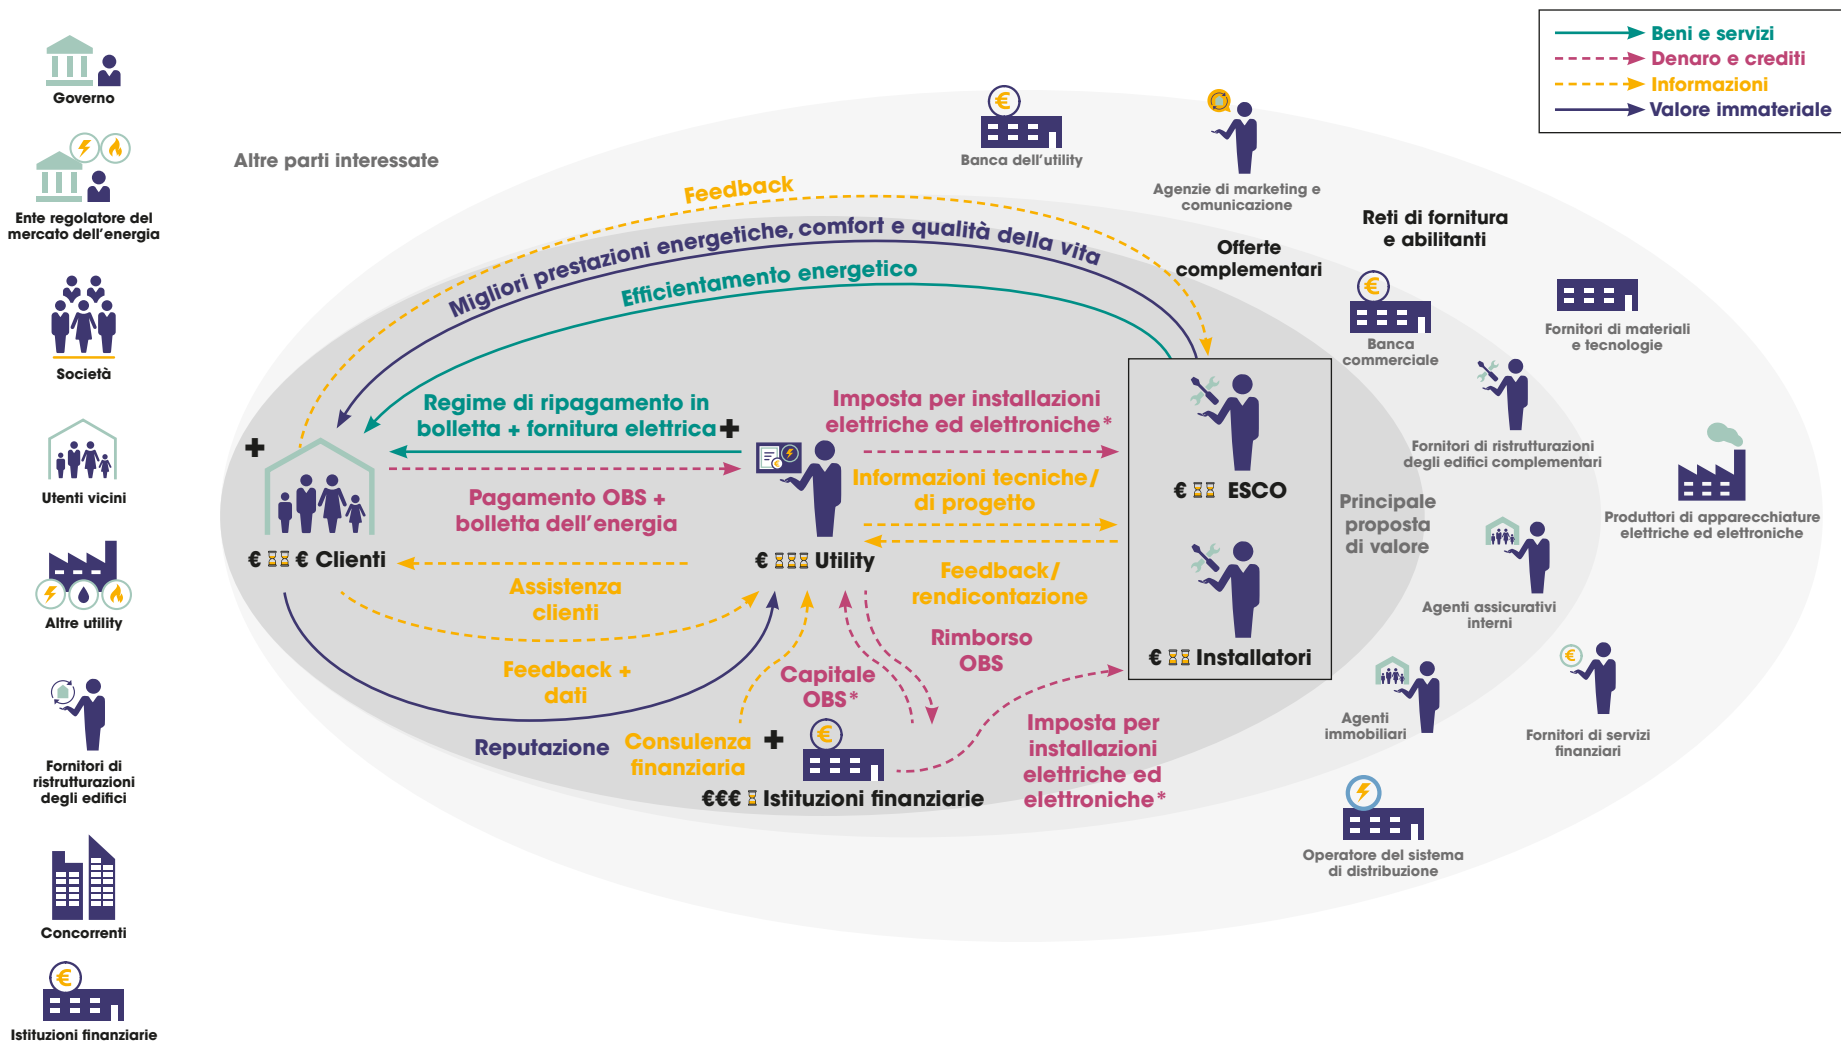 Beni e servizi
Denaro e crediti
Informazioni
Valore immateriale
Governo
Ente regolatore del
mercato dell'energia
Società
Utenti vicini
Altre utility
Fornitori di
ristrutturazioni
degli edifici
Concorrenti
Istituzioni finanziarie
Altre parti interessate
Banca dell'utility
Agenzie di marketing e
comunicazione
Reti di fornitura
e abilitanti
Offerte
complementari
Feedback
Migliori prestazioni energetiche, comfort e qualità della vita
Efficientamento energetico
Banca
commerciale
Fornitori di materiali
e tecnologie
Fornitori di ristrutturazioni
degli edifici complementari
Produttori di apparecchiature
elettriche ed elettroniche
Principale
proposta
di valore
Agenti assicurativi
interni
Agenti
immobiliari
Fornitori di servizi
finanziari
Operatore del sistema
di distribuzione
Regime di ripagamento in
bolletta + fornitura elettrica +
Pagamento OBS +
bolletta dell'energia
+
€ € Clienti
Imposta per installazioni
elettriche ed elettroniche*
Informazioni tecniche/
di progetto
€ Utility
€ ESCO
Feedback/
rendicontazione
€ Installatori
Assistenza
clienti
Feedback +
dati
Reputazione
Rimborso
OBS
Capitale
OBS*
Consulenza
finanziaria
+
€
€€€ Istituzioni finanziarie
Imposta per
installazioni
elettriche ed
elettroniche*